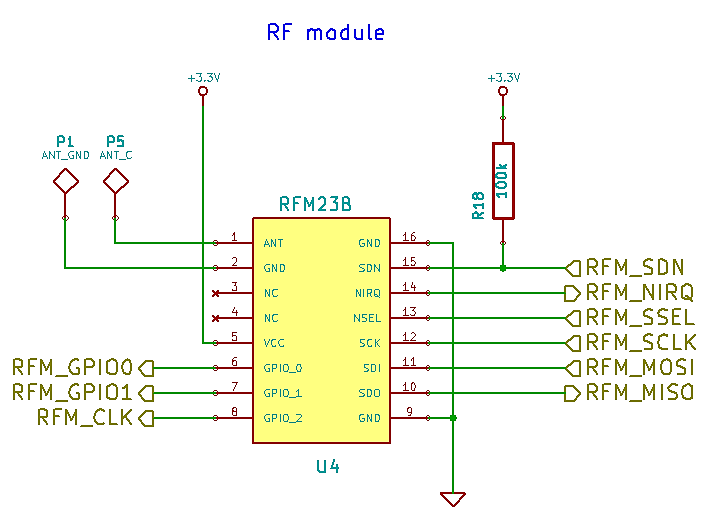 RF module
+3.3V
+3.3V
P1
ANT_GND
P5
ANT_C
R18
100k
RFM23B
1 ANT
2 GND
3 NC
4 NC
5 VCC
6 GPIO_0
7 GPIO_1
8 GPIO_2
GND 16
SDN 15
NIRQ 14
NSEL 13
SCK 12
SDI 11
SDO 10
GND 9
RFM_GPIO0
RFM_GPIO1
RFM_CLK
RFM_SDN
RFM_NIRQ
RFM_SSEL
RFM_SCLK
RFM_MOSI
RFM_MISO
U4